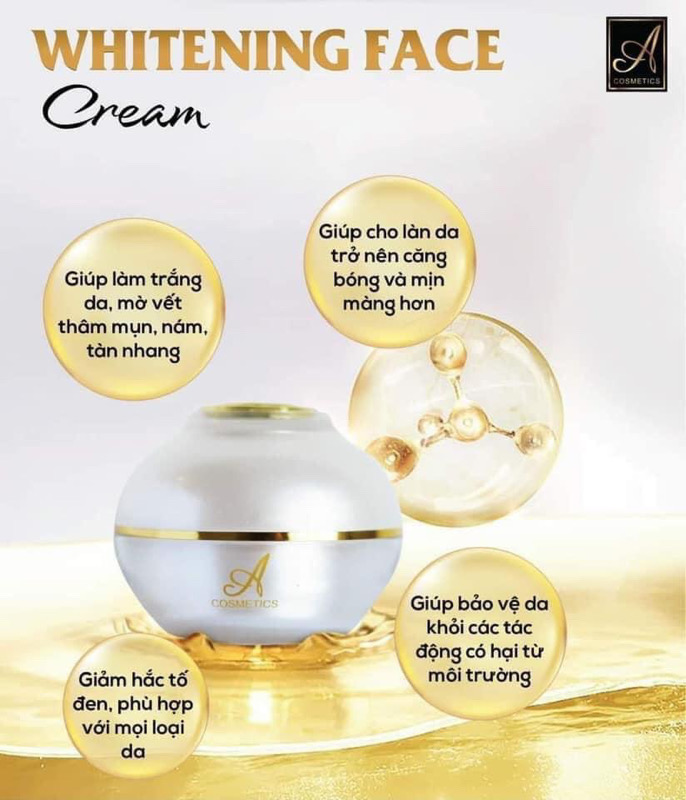 WHITENING FACE
Cream
A
COSMETICS
Giúp làm trắng
da, mờ vết
thâm mụn, nám,
tàn nhang
Giúp cho làn da
trở nên căng
bóng và mịn
màng hơn
A
COSMETICS
Giúp bảo vệ da
khỏi các tác
động có hại từ
môi trường
Giảm hắc tố
đen, phù hợp
với mọi loại
da